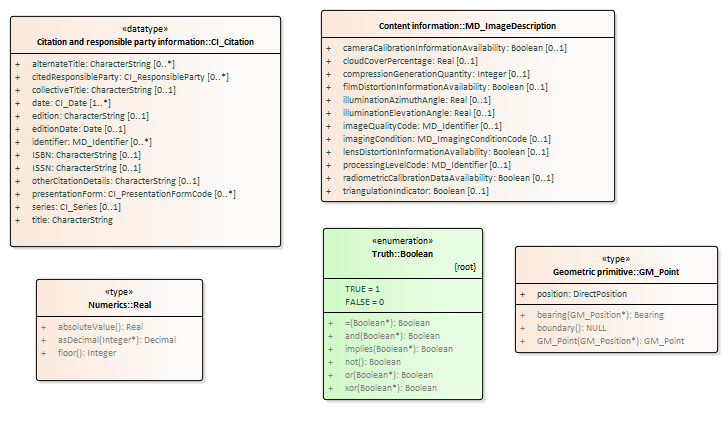 «datatype»
Citation and responsible party information::CI_Citation
+ alternateTitle: CharacterString [0..*]
+ citedResponsibleParty: CI_ResponsibleParty [0..*]
+ collectiveTitle: CharacterString [0..1]
+ date: CI_Date [1..*]
+ edition: CharacterString [0..1]
+ editionDate: Date [0..1]
+ identifier: MD_Identifier [0..*]
+ ISBN: CharacterString [0..1]
+ ISSN: CharacterString [0..1]
+ otherCitationDetails: CharacterString [0..1]
+ presentationForm: CI_PresentationFormCode [0..*]
+ series: CI_Series [0..1]
+ title: CharacterString
Content information::MD_ImageDescription
+ cameraCalibrationInformationAvailability: Boolean [0..1]
+ cloudCoverPercentage: Real [0..1]
+ compressionGenerationQuantity: Integer [0..1]
+ filmDistortionInformationAvailability: Boolean [0..1]
+ illuminationAzimuthAngle: Real [0..1]
+ illuminationElevationAngle: Real [0..1]
+ imageQualityCode: MD_Identifier [0..1]
+ imagingCondition: MD_ImagingConditionCode [0..1]
+ lensDistortionInformationAvailability: Boolean [0..1]
+ processingLevelCode: MD_Identifier [0..1]
+ radiometricCalibrationDataAvailability: Boolean [0..1]
+ triangulationIndicator: Boolean [0..1]
«type»
Numerics::Real
+ absoluteValue(): Real
+ asDecimal(Integer*): Decimal
+ floor(): Integer
«enumeration»
Truth::Boolean
{root}
TRUE = 1
FALSE = 0
+ =(Boolean*): Boolean
+ and(Boolean*): Boolean
+ implies(Boolean*): Boolean
+ not(): Boolean
+ or(Boolean*): Boolean
+ xor(Boolean*): Boolean
«type»
Geometric primitive::GM_Point
+ position: DirectPosition
+ bearing(GM_Position*): Bearing
+ boundary(): NULL
+ GM_Point(GM_Position*): GM_Point